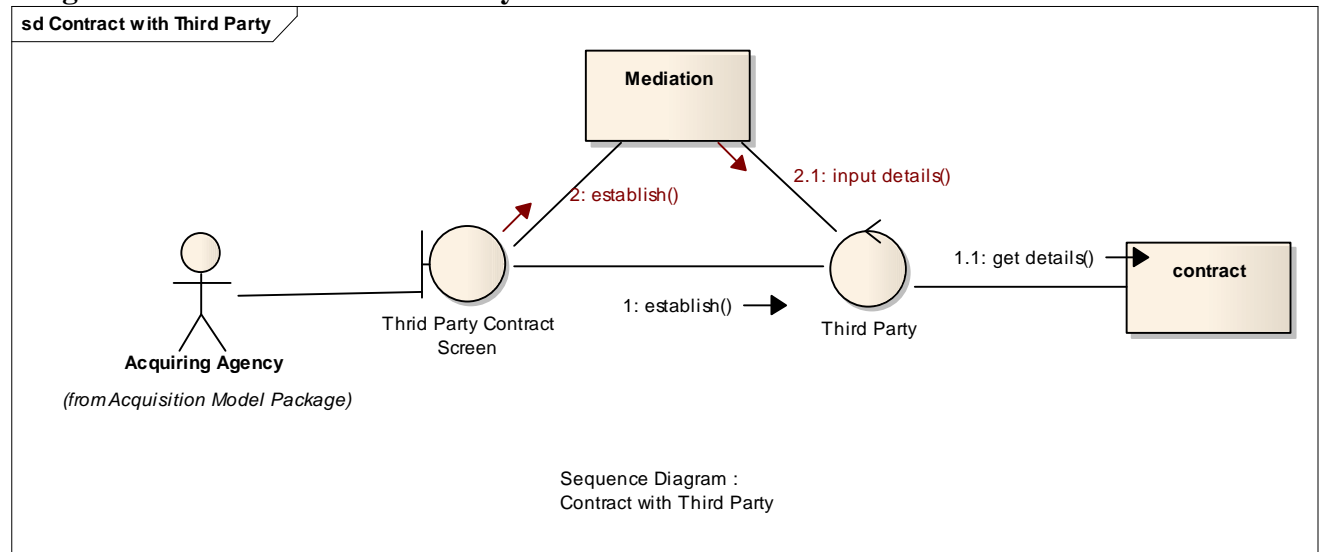 sd Contract with Third Party
Mediation
2.1: input details()
2: establish()
1.1: get details()
contract
1: establish()
Thrid Party Contract
Screen
Third Party
Acquiring Agency
(from Acquisition Model Package)
Sequence Diagram :
Contract with Third Party